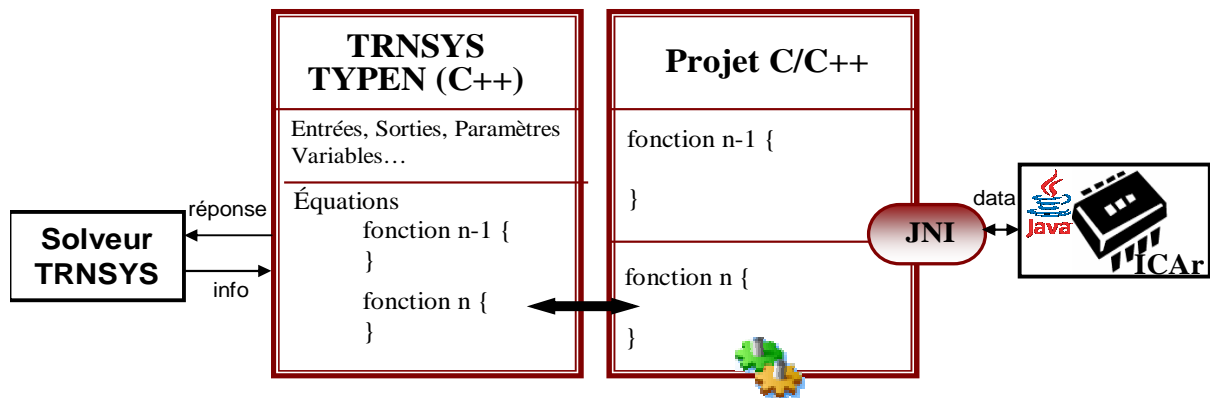 Solveur
TRNSYS
réponse
info
TRNSYS
TYPEN (C++)
Entrées, Sorties, Paramètres
Variables…
Équations
fonction n-1 {
}
fonction n {
}
Projet C/C++
fonction n-1 {
}
fonction n {
}
JNI
data
Java
ICAr